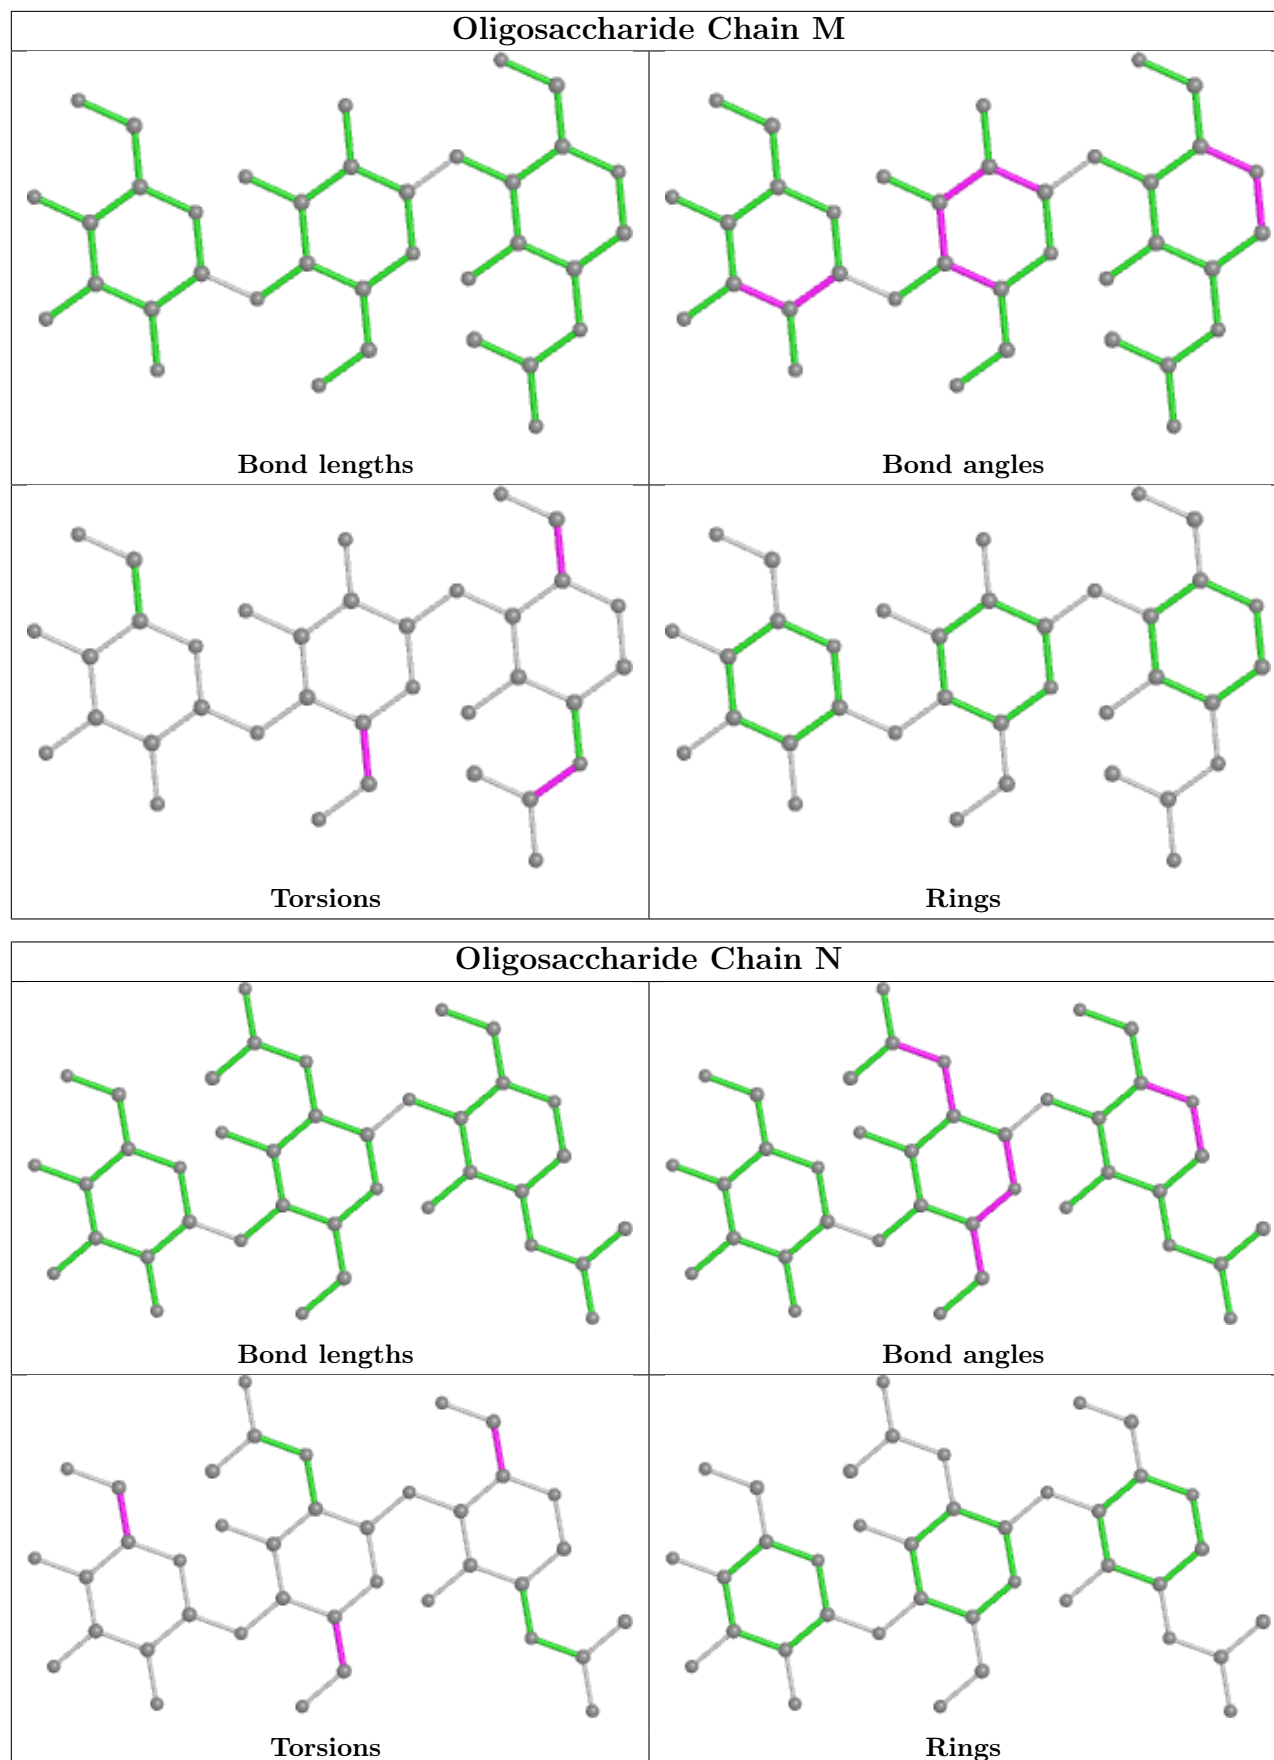 Oligosaccharide Chain M
Bond lengths
Bond angles
Torsions
Rings
Oligosaccharide Chain N
Bond lengths
Bond angles
Torsions
Rings